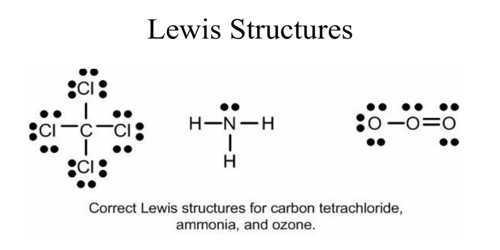 Lewis Structures
Cl
Cl—C—Cl
Cl
H—N—H
H
O—O=O
Correct Lewis structures for carbon tetrachloride,
ammonia, and ozone.